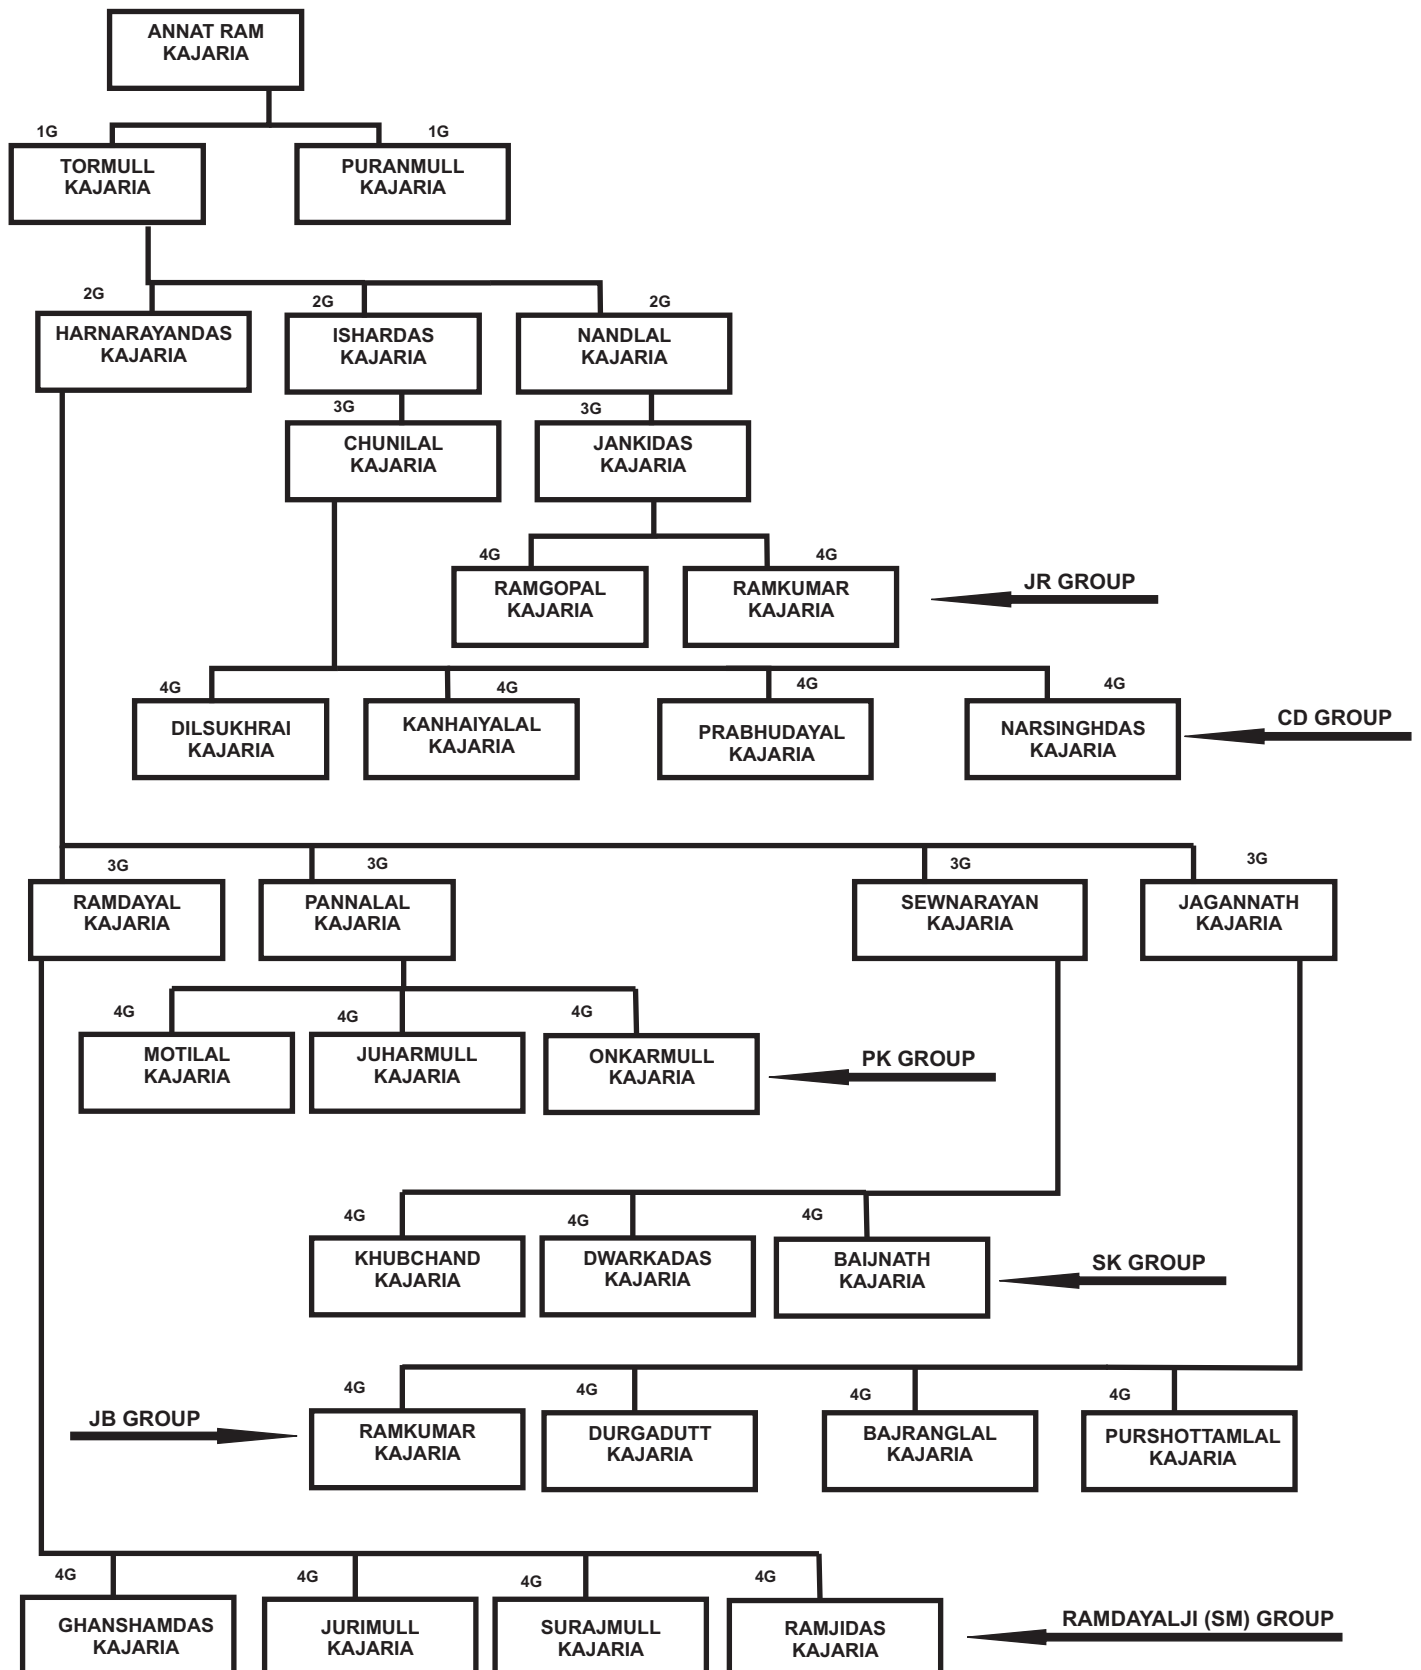 ANNAT RAM
KAJARIA
1G
1G
TORMULL
KAJARIA
PURANMULL
KAJARIA
2G
2G
2G
HARNARAYANDAS
KAJARIA
ISHARDAS
KAJARIA
NANDLAL
KAJARIA
3G
3G
CHUNILAL
KAJARIA
JANKIDAS
KAJARIA
4G
4G
RAMGOPAL
KAJARIA
RAMKUMAR
KAJARIA
JR GROUP
4G
4G
4G
4G
DILSUKHRAI
KAJARIA
KANHAIYALAL
KAJARIA
PRABHUDAYAL
KAJARIA
NARSINGHDAS
KAJARIA
CD GROUP
3G
3G
3G
3G
RAMDAYAL
KAJARIA
PANNALAL
KAJARIA
SEWNARAYAN
KAJARIA
JAGANNATH
KAJARIA
4G
4G
4G
MOTILAL
KAJARIA
JUHARMULL
KAJARIA
ONKARMULL
KAJARIA
PK GROUP
4G
4G
4G
KHUBCHAND
KAJARIA
DWARKADAS
KAJARIA
BAIJNATH
KAJARIA
SK GROUP
4G
4G
4G
4G
JB GROUP
RAMKUMAR
KAJARIA
DURGADUTT
KAJARIA
BAJRANGLAL
KAJARIA
PURSHOTTAMLAL
KAJARIA
4G
4G
4G
4G
GHANSHAMDAS
KAJARIA
JURIMULL
KAJARIA
SURAJMULL
KAJARIA
RAMJIDAS
KAJARIA
RAMDAYALJI (SM) GROUP